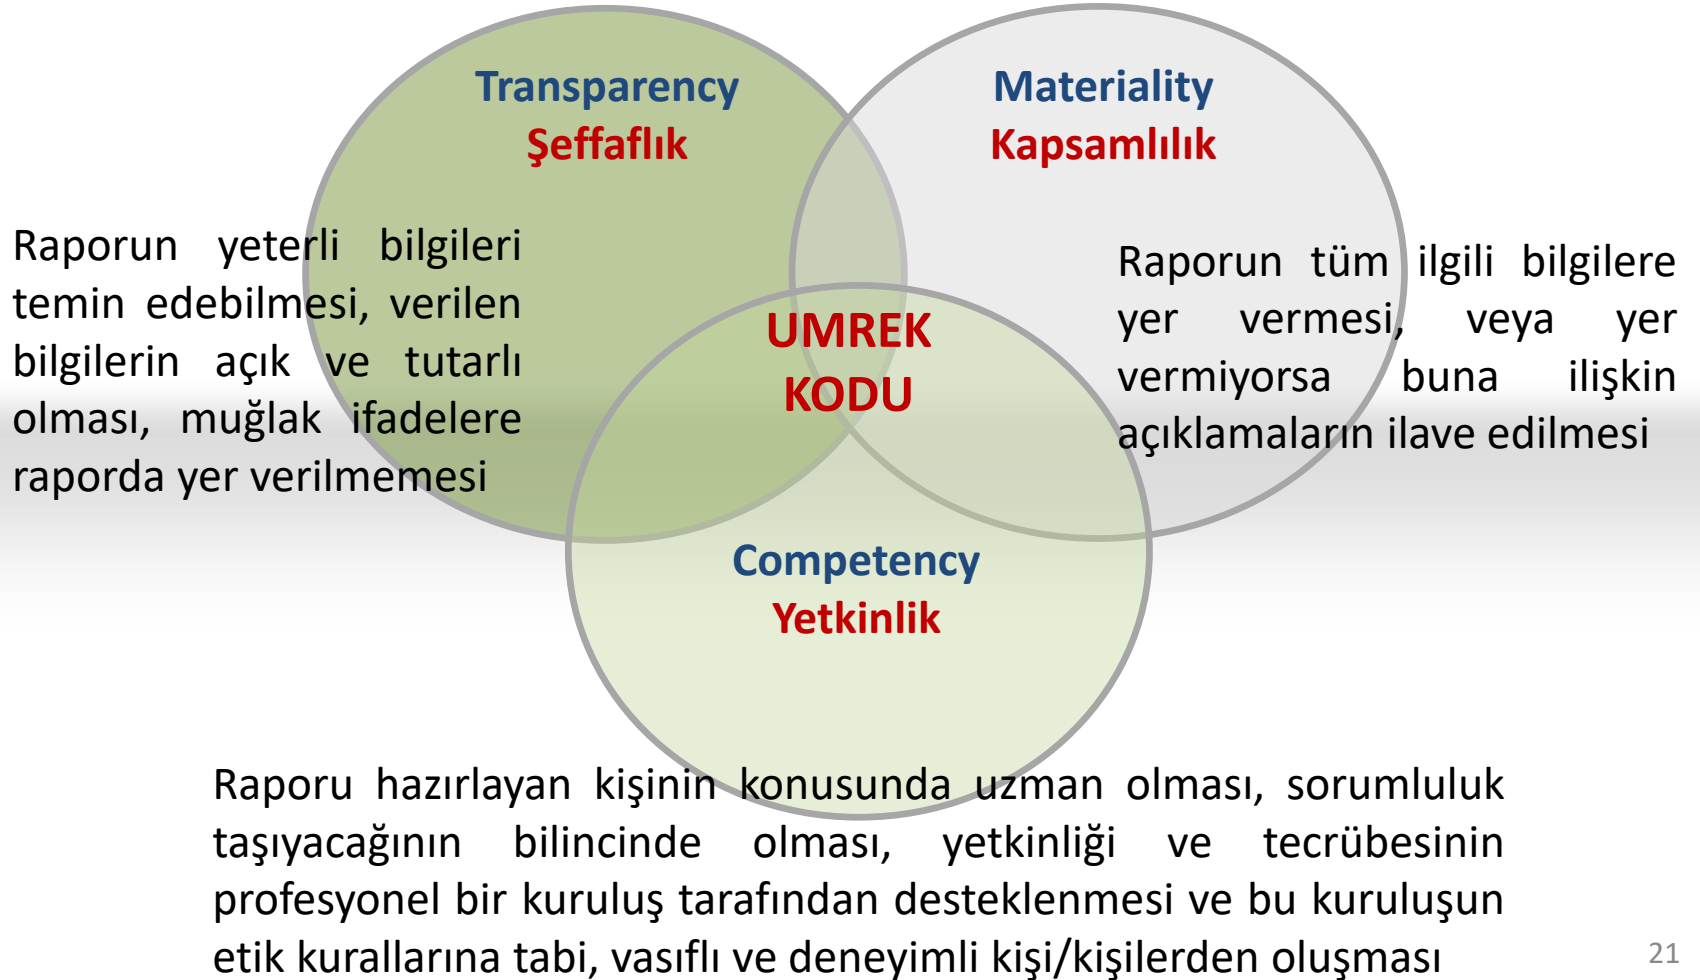 Transparency
Şeffaflık
Materiality
Kapsamlılık
Raporun yeterli bilgileri
temin edebilmesi, verilen
bilgilerin açık ve tutarlı
olması, muğlak ifadelere
raporda yer verilmemesi
Raporun tüm ilgili bilgilere
yer vermesi, veya yer
vermiyorsa buna ilişkin
açıklamaların ilave edilmesi
UMREK
KODU
Competency
Yetkinlik
Raporu hazırlayan kişinin konusunda uzman olması, sorumluluk
taşıyacağının bilincinde olması, yetkinliği ve tecrübesinin
profesyonel bir kuruluş tarafından desteklenmesi ve bu kuruluşun
etik kurallarına tabi, vasıflı ve deneyimli kişi/kişilerden oluşması
21